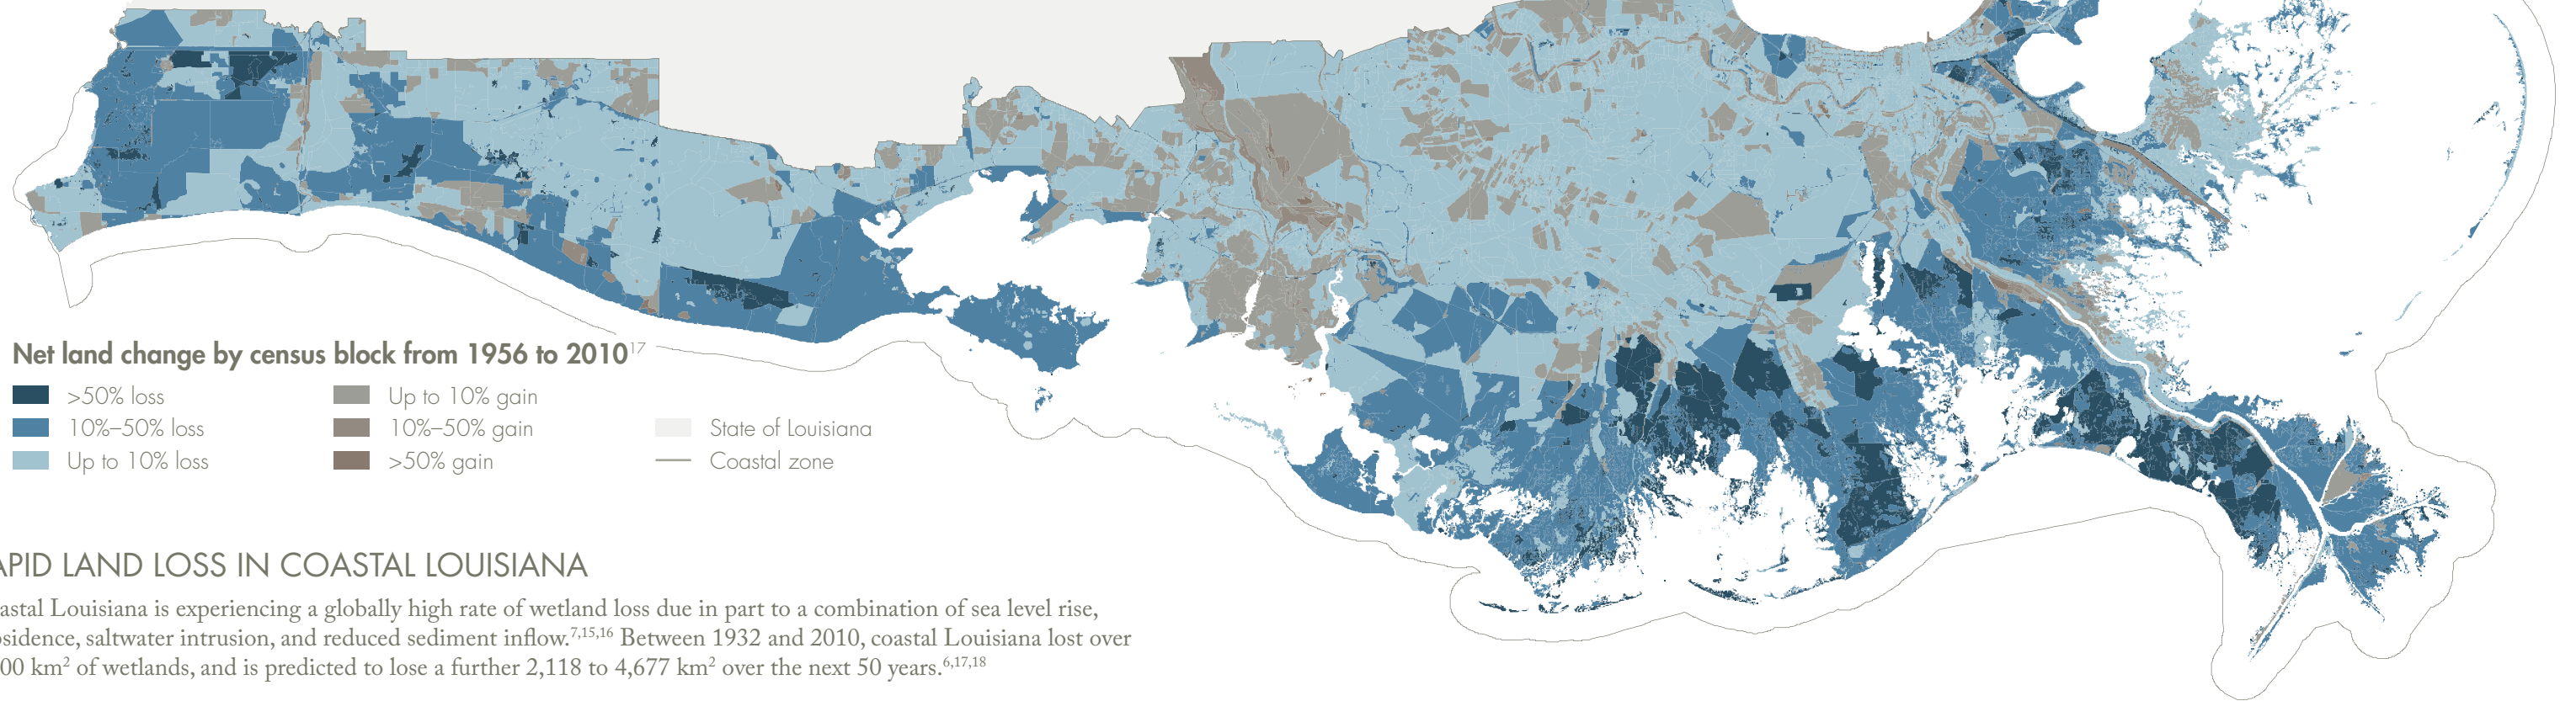 Net land change by census block from 1956 to 2010¹⁷
>50% loss
10%–50% loss
Up to 10% loss
Up to 10% gain
10%–50% gain
>50% gain
State of Louisiana
Coastal zone
LAND LOSS IN COASTAL LOUISIANA
Louisiana is experiencing a globally high rate of wetland loss due in part to a combination of sea level rise,
saltwater intrusion, and reduced sediment inflow.⁷,¹⁵,¹⁶ Between 1932 and 2010, coastal Louisiana lost over
km² of wetlands, and is predicted to lose a further 2,118 to 4,677 km² over the next 50 years.⁶,¹⁷,¹⁸